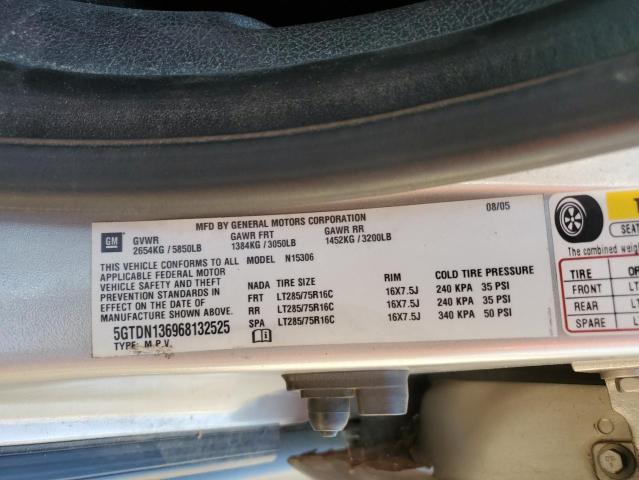 MFD BY GENERAL MOTORS CORPORATION 08/05
GM GVWR GAWR FRT GAWR RR
2654KG / 5850LB 1384KG / 3050LB 1452KG / 3200LB
THIS VEHICLE CONFORMS TO ALL MODEL N15306
APPLICABLE FEDERAL MOTOR
VEHICLE SAFETY AND THEFT
PREVENTION STANDARDS IN
EFFECT ON THE DATE OF
MANUFACTURE SHOWN ABOVE.
5GTDN136968132525
TYPE: M.P.V.
NADA TIRE SIZE RIM COLD TIRE PRESSURE
FRT LT285/75R16C 16X7.5J 240 KPA 35 PSI
RR LT285/75R16C 16X7.5J 240 KPA 35 PSI
SPA LT285/75R16C 16X7.5J 340 KPA 50 PSI
SEAT
The combined
TIRE
FRONT
REAR
SPARE